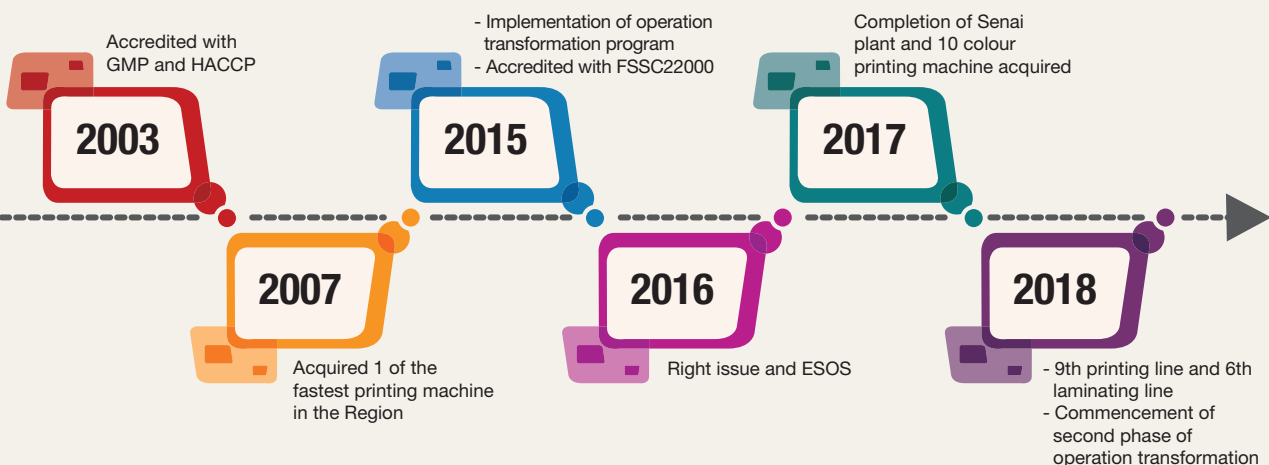 Accredited with
GMP and HACCP
2003
Acquired 1 of the
fastest printing machine
in the Region
2007
- Implementation of operation
transformation program
- Accredited with FSSC22000
2015
2016
Right issue and ESOS
Completion of Senai
plant and 10 colour
printing machine acquired
2017
2018
- 9th printing line and 6th
laminating line
- Commencement of
second phase of
operation transformation